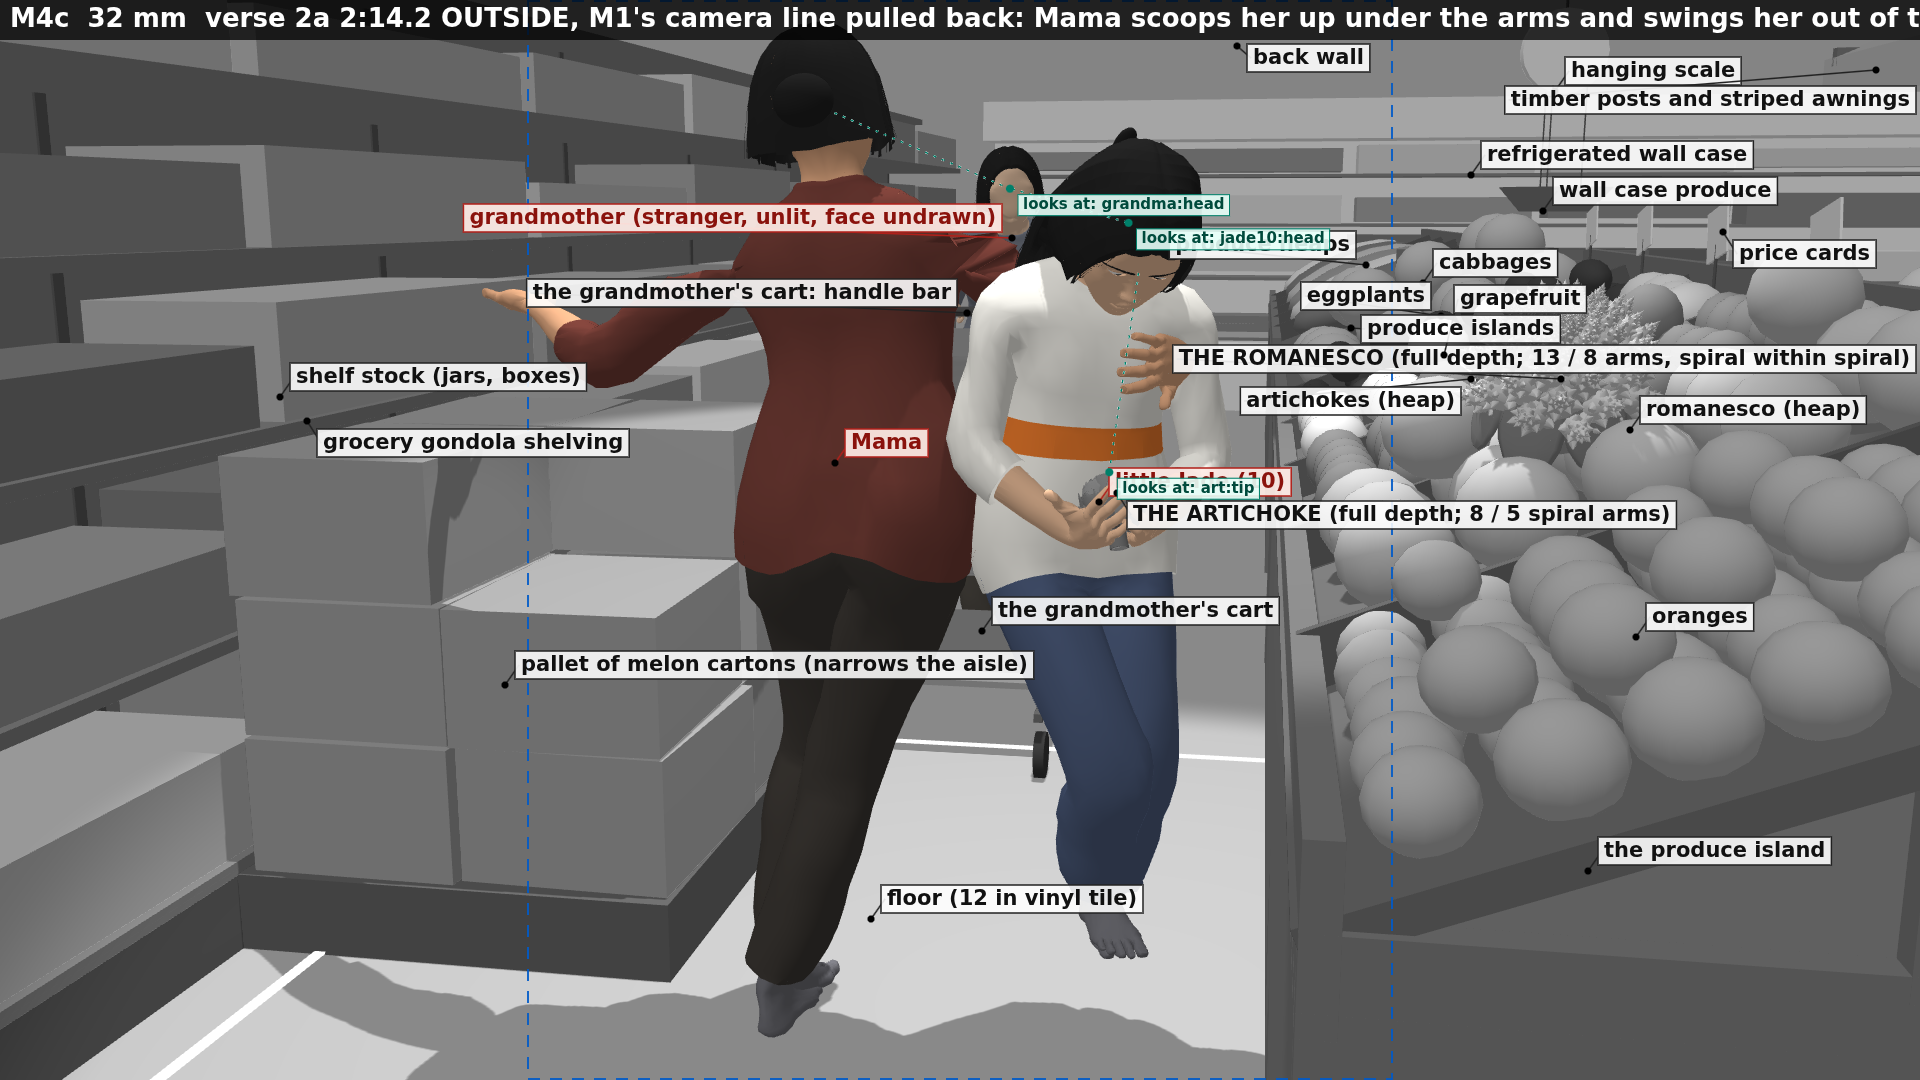 M4c 32 mm verse 2a 2:14.2 OUTSIDE, M1's camera line pulled back: Mama scoops her up under the arms and swings her out of t
back wall
hanging scale
timber posts and striped awnings
refrigerated wall case
wall case produce
looks at: grandma:head
grandmother (stranger, unlit, face undrawn)
looks at: jade10:head
price cards
cabbages
the grandmother's cart: handle bar
eggplants
grapefruit
produce islands
THE ROMANESCO (full depth; 13 / 8 arms, spiral within spiral)
shelf stock (jars, boxes)
artichokes (heap)
romanesco (heap)
grocery gondola shelving
Mama
looks at: art:tip
THE ARTICHOKE (full depth; 8 / 5 spiral arms)
the grandmother's cart
oranges
pallet of melon cartons (narrows the aisle)
the produce island
floor (12 in vinyl tile)